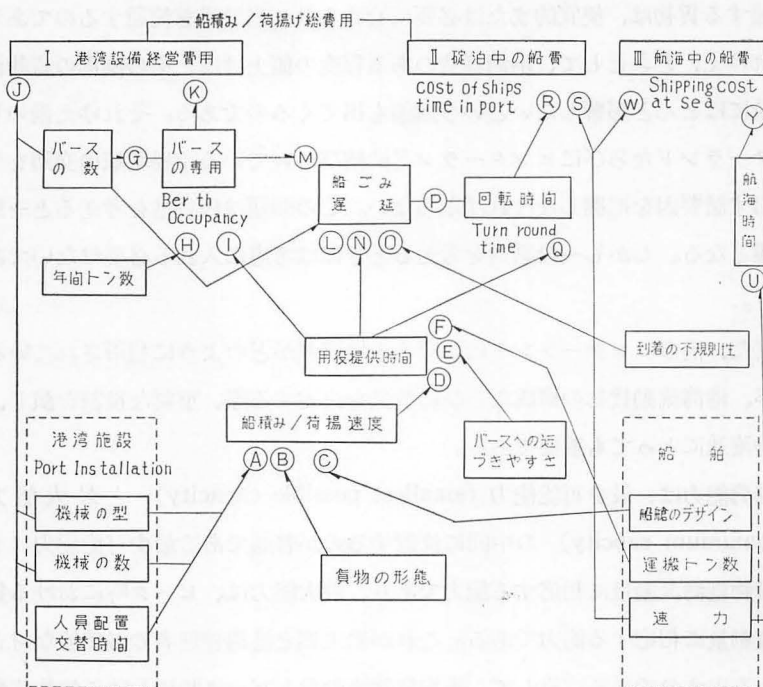 船積み/荷揚げ総費用
Ⅰ 港湾設備経営費用
Ⅱ 碇泊中の船費
Ⅲ 航海中の船費
Cost of ships
time in port
Shipping cost
at sea
J
K
R
S
W
Y
バース
の 数
G
バース
の専用
M
船 ごみ
遅 延
P
回転時間
航
海
時
間
Berth
Occupancy
Turn round
time
H
I
L
N
O
Q
U
年間トン数
F
E
D
用役提供時間
到着の不規則性
船積み/荷揚速度
バースへの近
づきやすさ
A
B
C
港湾施設
Port Installation
機械の型
機械の数
人員配置
交替時間
貨物の形態
船 舶
船艙のデザイン
運搬トン数
速 力